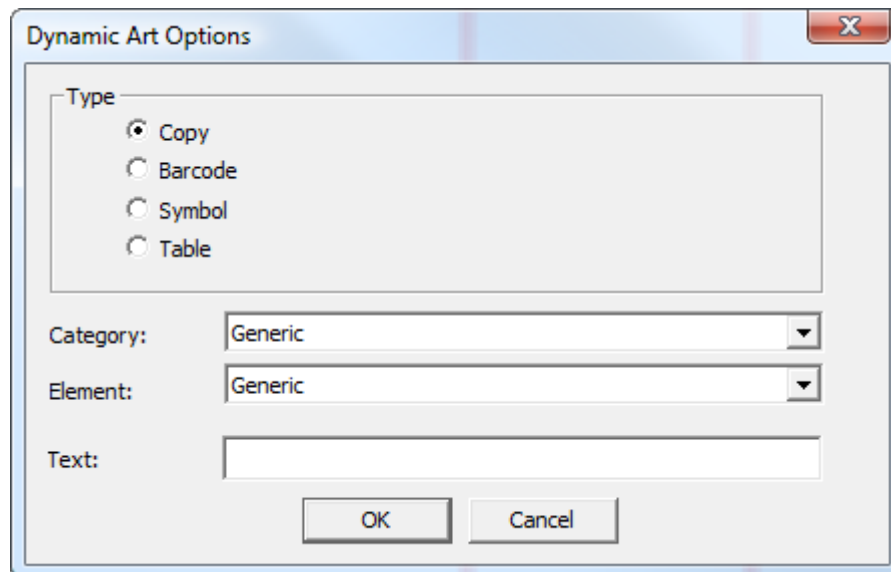 Dynamic Art Options
Type
Copy
Barcode
Symbol
Table
Category: Generic
Element: Generic
Text:
OK Cancel